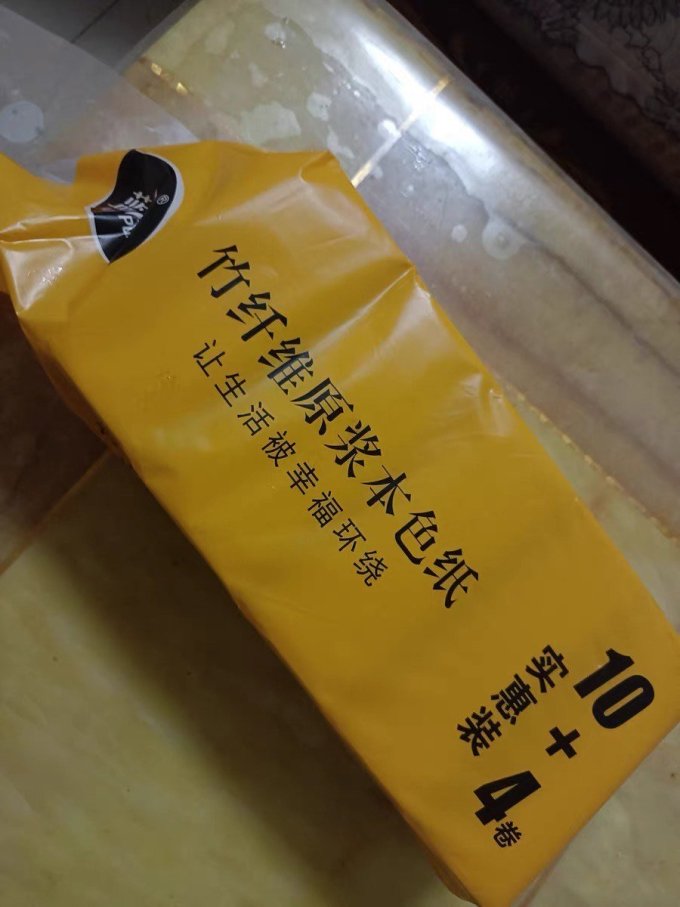 竹纤维原浆本色纸
让生活被幸福环绕
10+4卷
实惠装